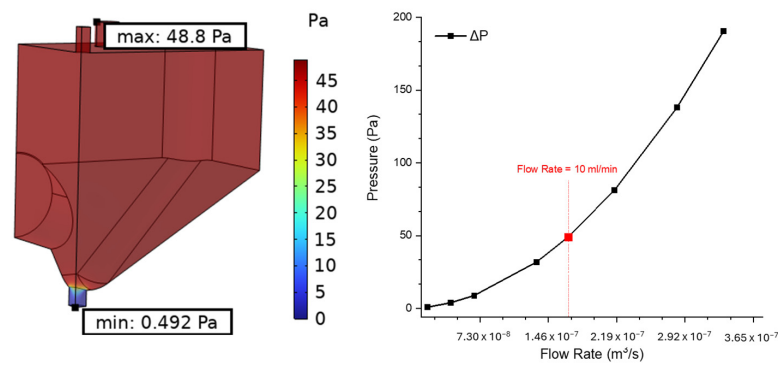 max: 48.8 Pa
Pa
45
40
35
30
25
20
15
10
5
0
min: 0.492 Pa
200
150
100
50
0
Pressure (Pa)
ΔP
Flow Rate = 10 ml/min
7.30 x 10⁻⁸ 1.46 x 10⁻⁷ 2.19 x 10⁻⁷ 2.92 x 10⁻⁷ 3.65 x 10⁻⁷
Flow Rate (m³/s)